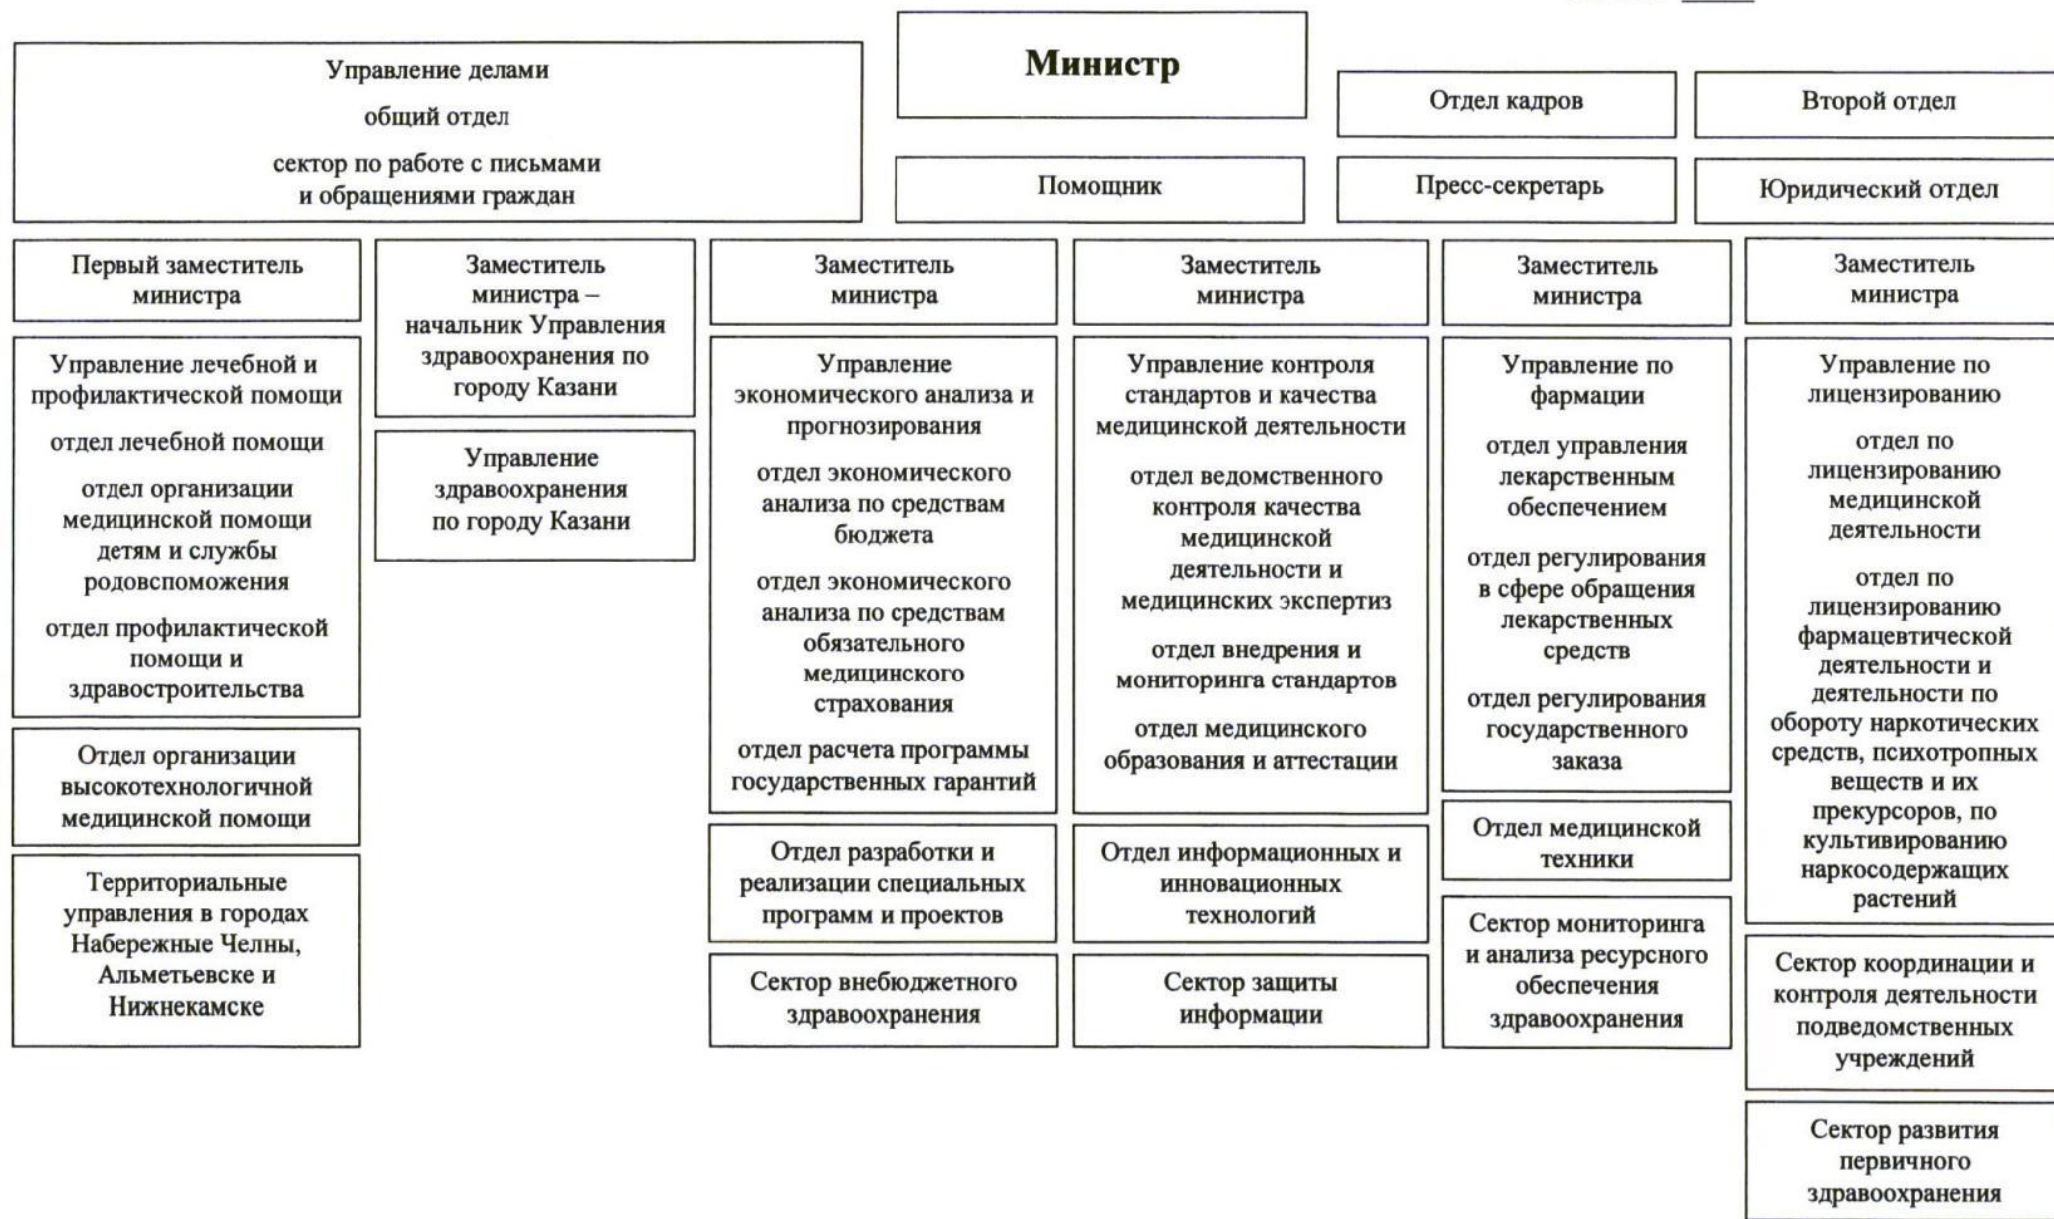 Министр
Управление делами
общий отдел
сектор по работе с письмами
и обращениями граждан
Отдел кадров
Второй отдел
Помощник
Пресс-секретарь
Юридический отдел
Первый заместитель
министра
Управление лечебной и
профилактической помощи
отдел лечебной помощи
отдел организации
медицинской помощи
детям и службы
родовспоможения
отдел профилактической
помощи и
здравостроительства
Отдел организации
высокотехнологичной
медицинской помощи
Территориальные
управления в городах
Набережные Челны,
Альметьевске и
Нижнекамске
Заместитель
министра –
начальник Управления
здравоохранения по
городу Казани
Управление
здравоохранения
по городу Казани
Заместитель
министра
Управление
экономического анализа и
прогнозирования
отдел экономического
анализа по средствам
бюджета
отдел экономического
анализа по средствам
обязательного
медицинского
страхования
отдел расчета программы
государственных гарантий
Отдел разработки и
реализации специальных
программ и проектов
Сектор внебюджетного
здравоохранения
Заместитель
министра
Управление контроля
стандартов и качества
медицинской деятельности
отдел ведомственного
контроля качества
медицинской
деятельности и
медицинских экспертиз
отдел внедрения и
мониторинга стандартов
отдел медицинского
образования и аттестации
Отдел информационных и
инновационных
технологий
Сектор защиты
информации
Заместитель
министра
Управление по
фармации
отдел управления
лекарственным
обеспечением
отдел регулирования
в сфере обращения
лекарственных
средств
отдел регулирования
государственного
заказа
Отдел медицинской
техники
Сектор мониторинга
и анализа ресурсного
обеспечения
здравоохранения
Заместитель
министра
Управление по
лицензированию
отдел по
лицензированию
медицинской
деятельности
отдел по
лицензированию
фармацевтической
деятельности и
деятельности по
обороту наркотических
средств, психотропных
веществ и их
прекурсоров, по
культивированию
наркосодержащих
растений
Сектор координации и
контроля деятельности
подведомственных
учреждений
Сектор развития
первичного
здравоохранения